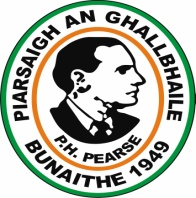 PIARSAIGH AN GHALLBHAILE
P.H. PEARSE
BUNAITHE 1949